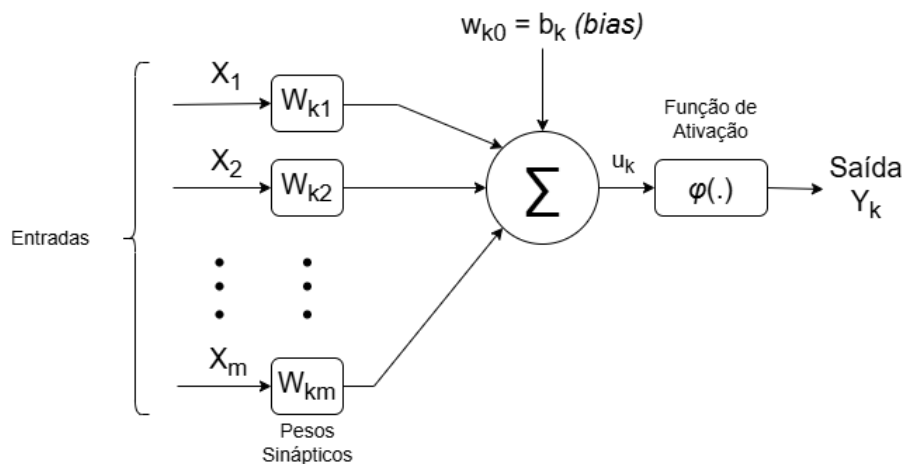 w_k0 = b_k (bias)
X_1
W_k1
Função de
Ativação
X_2
W_k2
Σ
u_k
φ(.)
Saída
Y_k
Entradas
X_m
W_km
Pesos
Sinápticos